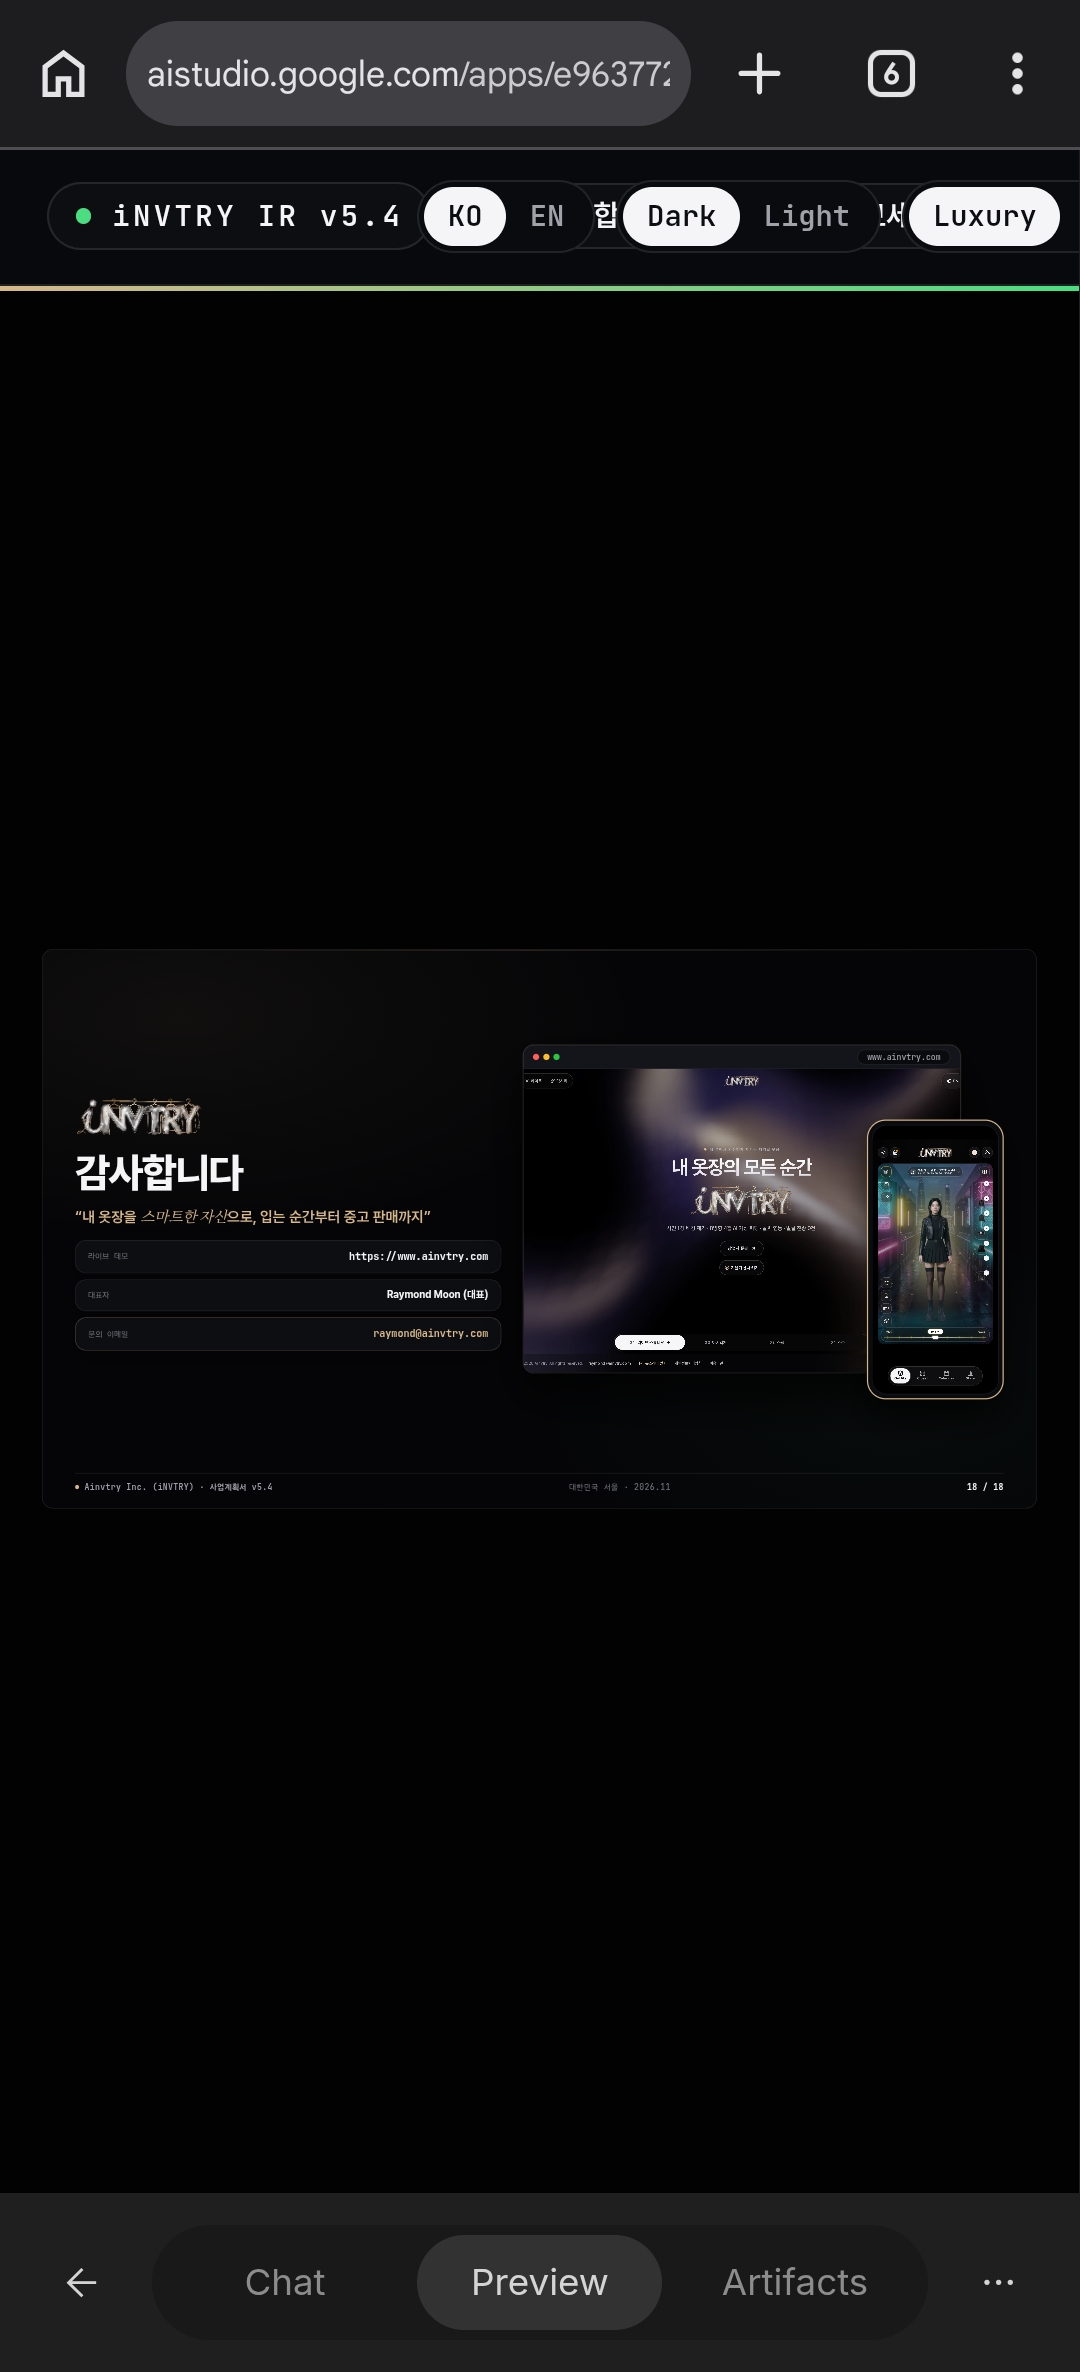 aistudio.google.com/apps/e963772
6
iNVTRY IR v5.4
KO
EN
합
Dark
Light
Luxury
www.ainvtry.com
iNVTRY
iNVTRY
감사합니다
“내 옷장을 스마트한 자산으로, 입는 순간부터 중고 판매까지”
라이브 데모
https://www.ainvtry.com
대표자
Raymond Moon (대표)
문의 이메일
raymond@ainvtry.com
내 옷장의 모든 순간
iNVTRY
iNVTRY
Ainvtry Inc. (iNVTRY) · 사업계획서 v5.4
대한민국 서울 · 2026.11
18 / 18
Chat
Preview
Artifacts